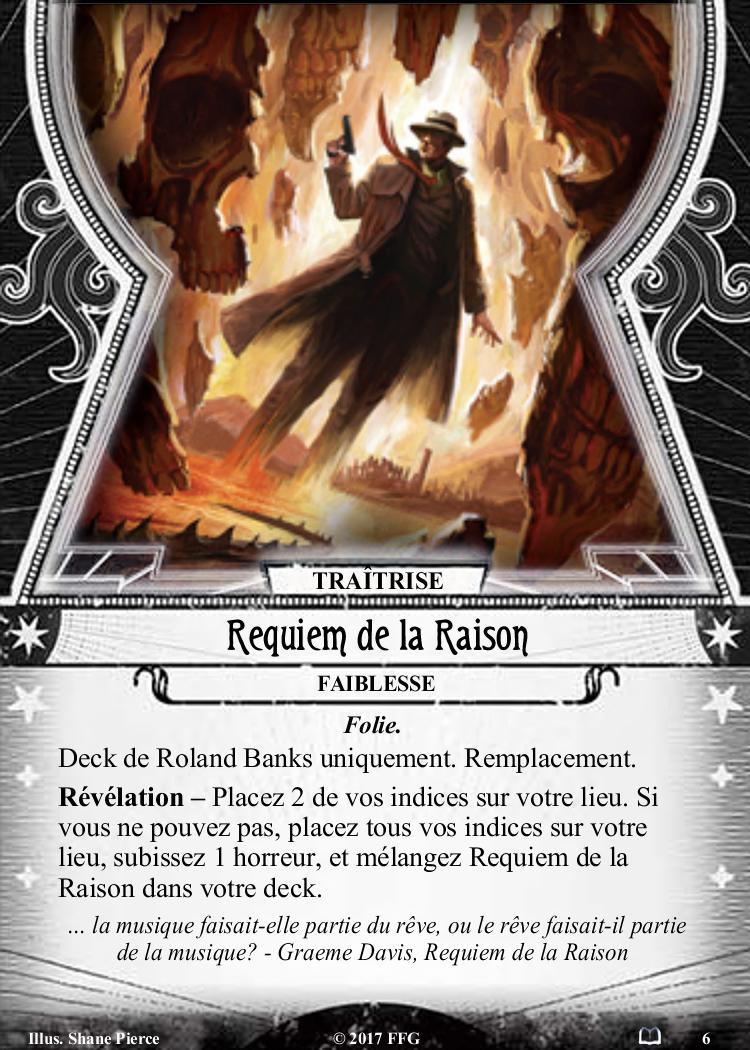 TRAÎTRISE
Requiem de la Raison
FAIBLESSE
Folie.
Deck de Roland Banks uniquement. Remplacement.
Révélation – Placez 2 de vos indices sur votre lieu. Si
vous ne pouvez pas, placez tous vos indices sur votre
lieu, subissez 1 horreur, et mélangez Requiem de la
Raison dans votre deck.
... la musique faisait-elle partie du rêve, ou le rêve faisait-il partie
de la musique? - Graeme Davis, Requiem de la Raison
Illus. Shane Pierce © 2017 FFG 6